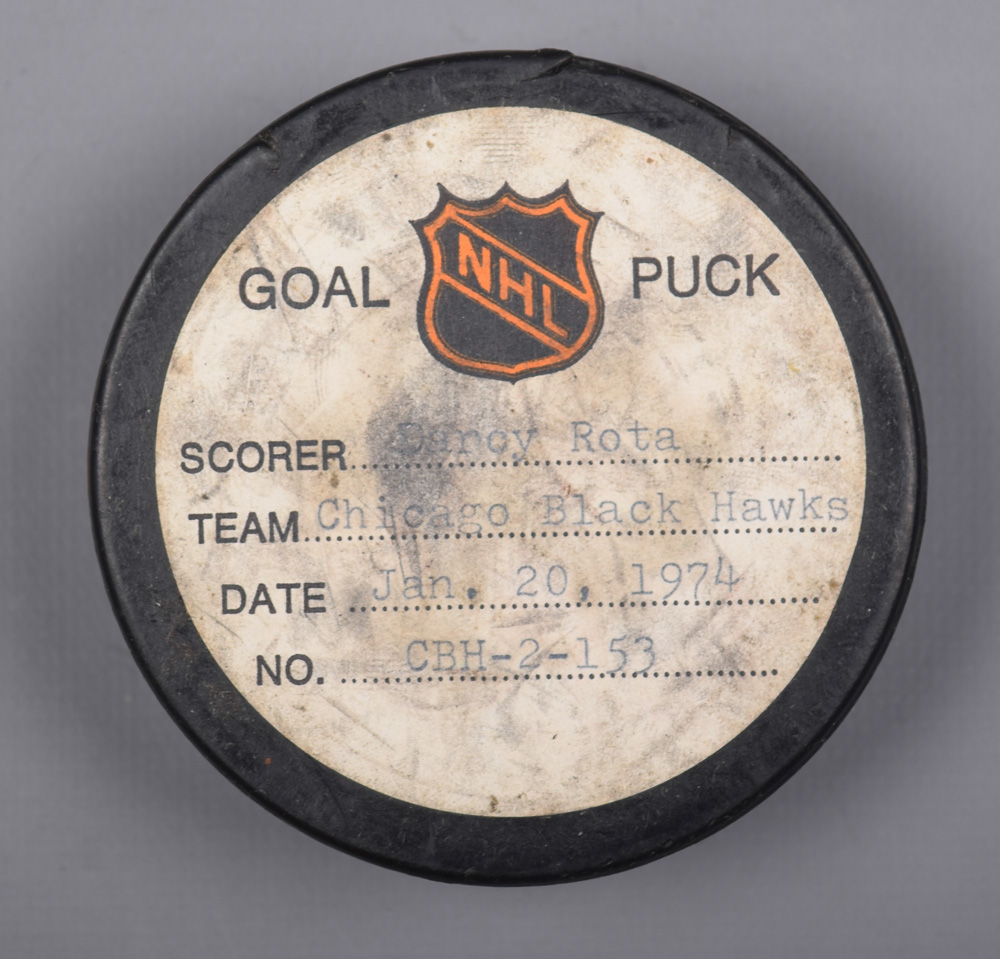 NHL
GOAL PUCK
SCORER Darcy Rota
TEAM Chicago Black Hawks
DATE Jan. 20, 1974
NO. CBH-2-153